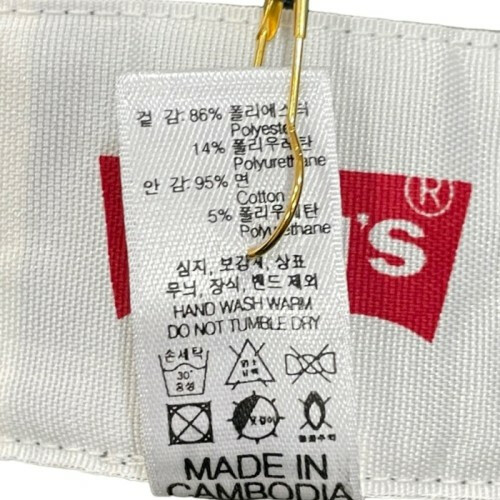 겉 감: 86% 폴리에스터
Polyester
14% 폴리우레탄
Polyurethane
안 감: 95% 면
Cotton
5% 폴리우레탄
Polyurethane
'S ®
심지, 보강재, 상표
무늬, 장식, 밴드 제외
HAND WASH WARM
DO NOT TUMBLE DRY
손세탁
30°
중성
MADE IN
CAMBODIA